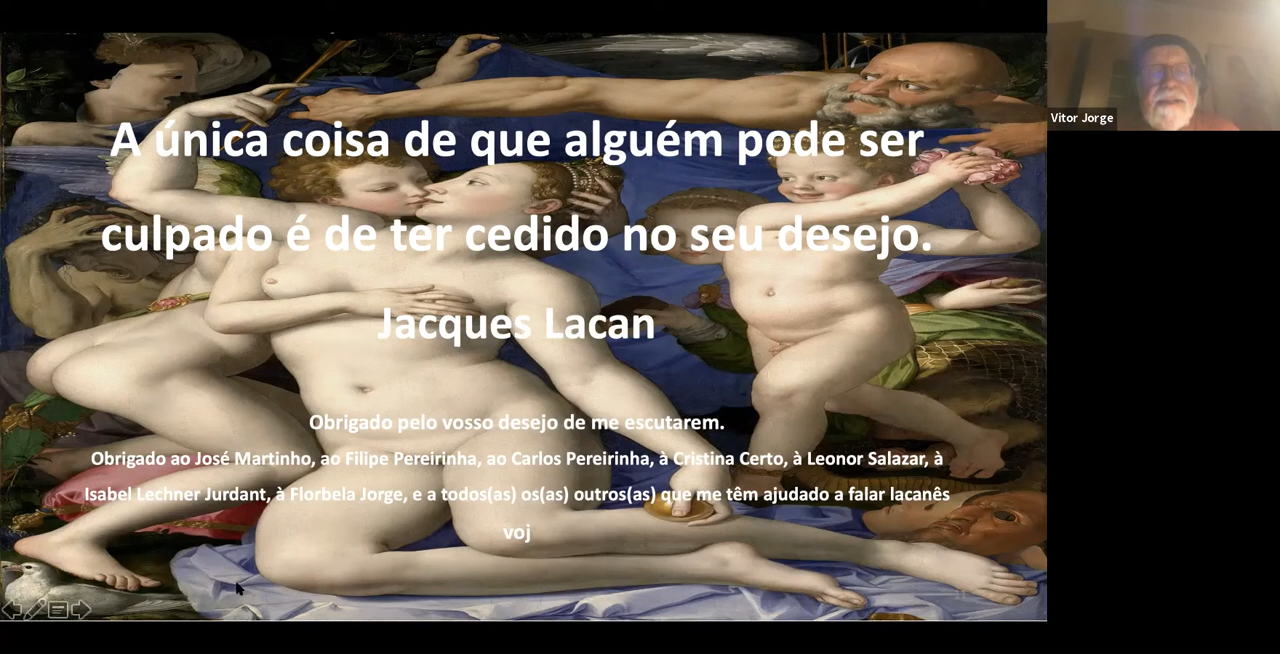 A única coisa de que alguém pode ser
culpado é de ter cedido no seu desejo.
Jacques Lacan
Obrigado pelo vosso desejo de me escutarem.
Obrigado ao José Martinho, ao Filipe Pereirinha, ao Carlos Pereirinha, à Cristina Certo, à Leonor Salazar, à
Isabel Lechner Jurdant, à Florbela Jorge, e a todos(as) os(as) outros(as) que me têm ajudado a falar lacanês
voj
Vitor Jorge